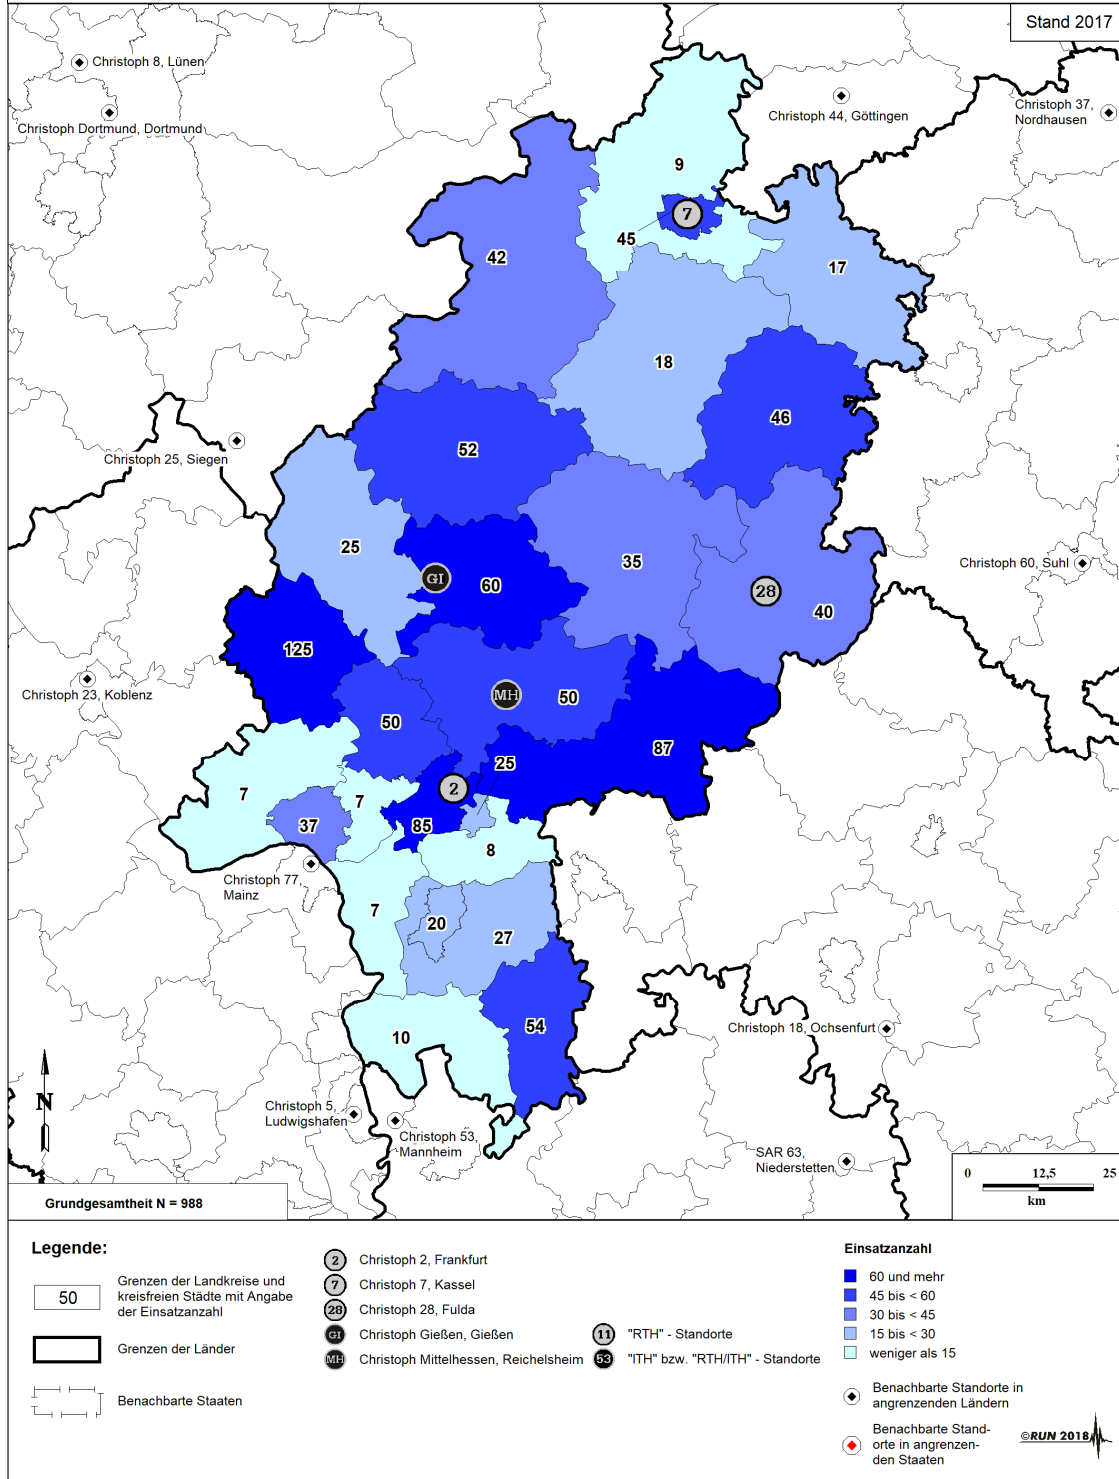 Stand 2017
Christoph 8, Lünen
Christoph Dortmund, Dortmund
Christoph 44, Göttingen
Christoph 37,
Nordhausen
9
7
45
42
17
18
46
52
Christoph 25, Siegen
25
GI
60
35
28
40
Christoph 60, Suhl
125
Christoph 23, Koblenz
MH
50
50
87
25
2
7
7
37
85
8
Christoph 77,
Mainz
7
20
27
54
10
Christoph 18, Ochsenfurt
N
Christoph 5,
Ludwigshafen
Christoph 53,
Mannheim
SAR 63,
Niederstetten
0 12,5 25
km
Grundgesamtheit N = 988
Legende:
50
Grenzen der Landkreise und
kreisfreien Städte mit Angabe
der Einsatzanzahl
Grenzen der Länder
Benachbarte Staaten
2 Christoph 2, Frankfurt
7 Christoph 7, Kassel
28 Christoph 28, Fulda
GI Christoph Gießen, Gießen
MH Christoph Mittelhessen, Reichelsheim
11 "RTH" - Standorte
53 "ITH" bzw. "RTH/ITH" - Standorte
Einsatzanzahl
60 und mehr
45 bis < 60
30 bis < 45
15 bis < 30
weniger als 15
Benachbarte Standorte in
angrenzenden Ländern
Benachbarte Stand-
orte in angrenzen-
den Staaten
©RUN 2018